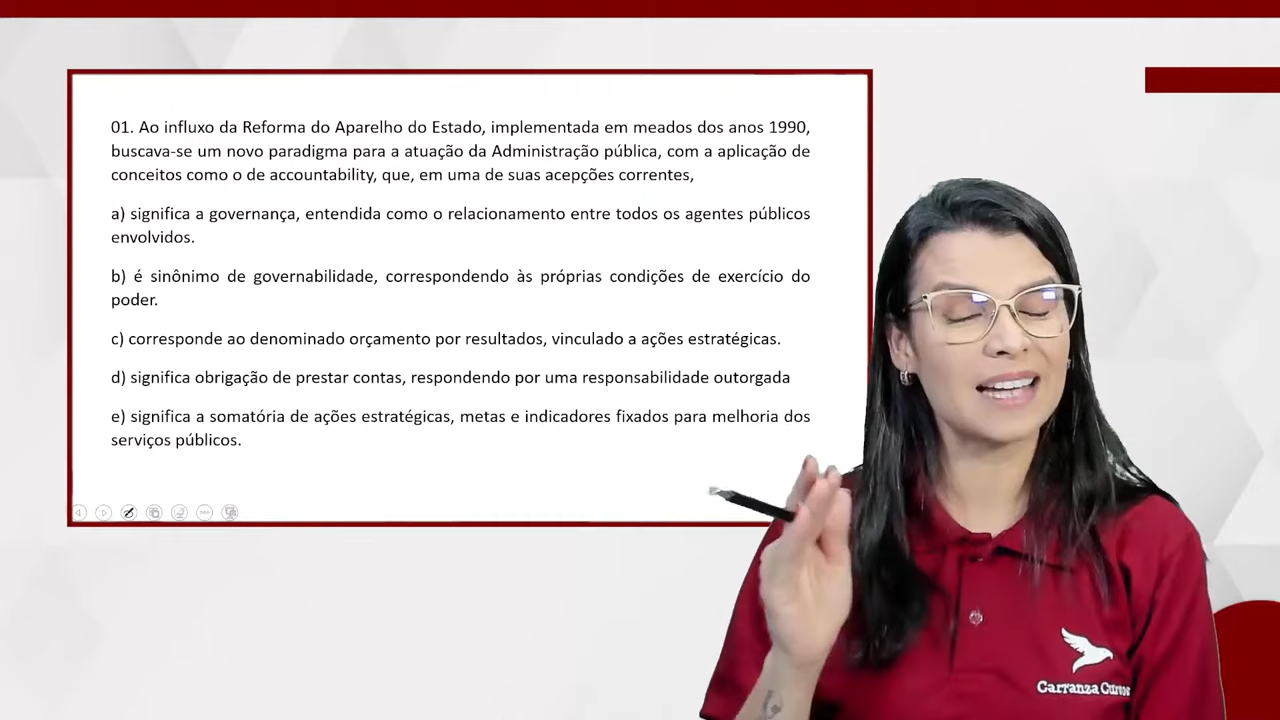 01. Ao influxo da Reforma do Aparelho do Estado, implementada em meados dos anos 1990,
buscava-se um novo paradigma para a atuação da Administração pública, com a aplicação de
conceitos como o de accountability, que, em uma de suas acepções correntes,
a) significa a governança, entendida como o relacionamento entre todos os agentes públicos
envolvidos.
b) é sinônimo de governabilidade, correspondendo às próprias condições de exercício do
poder.
c) corresponde ao denominado orçamento por resultados, vinculado a ações estratégicas.
d) significa obrigação de prestar contas, respondendo por uma responsabilidade outorgada
e) significa a somatória de ações estratégicas, metas e indicadores fixados para melhoria dos
serviços públicos.
Carranza Cursos